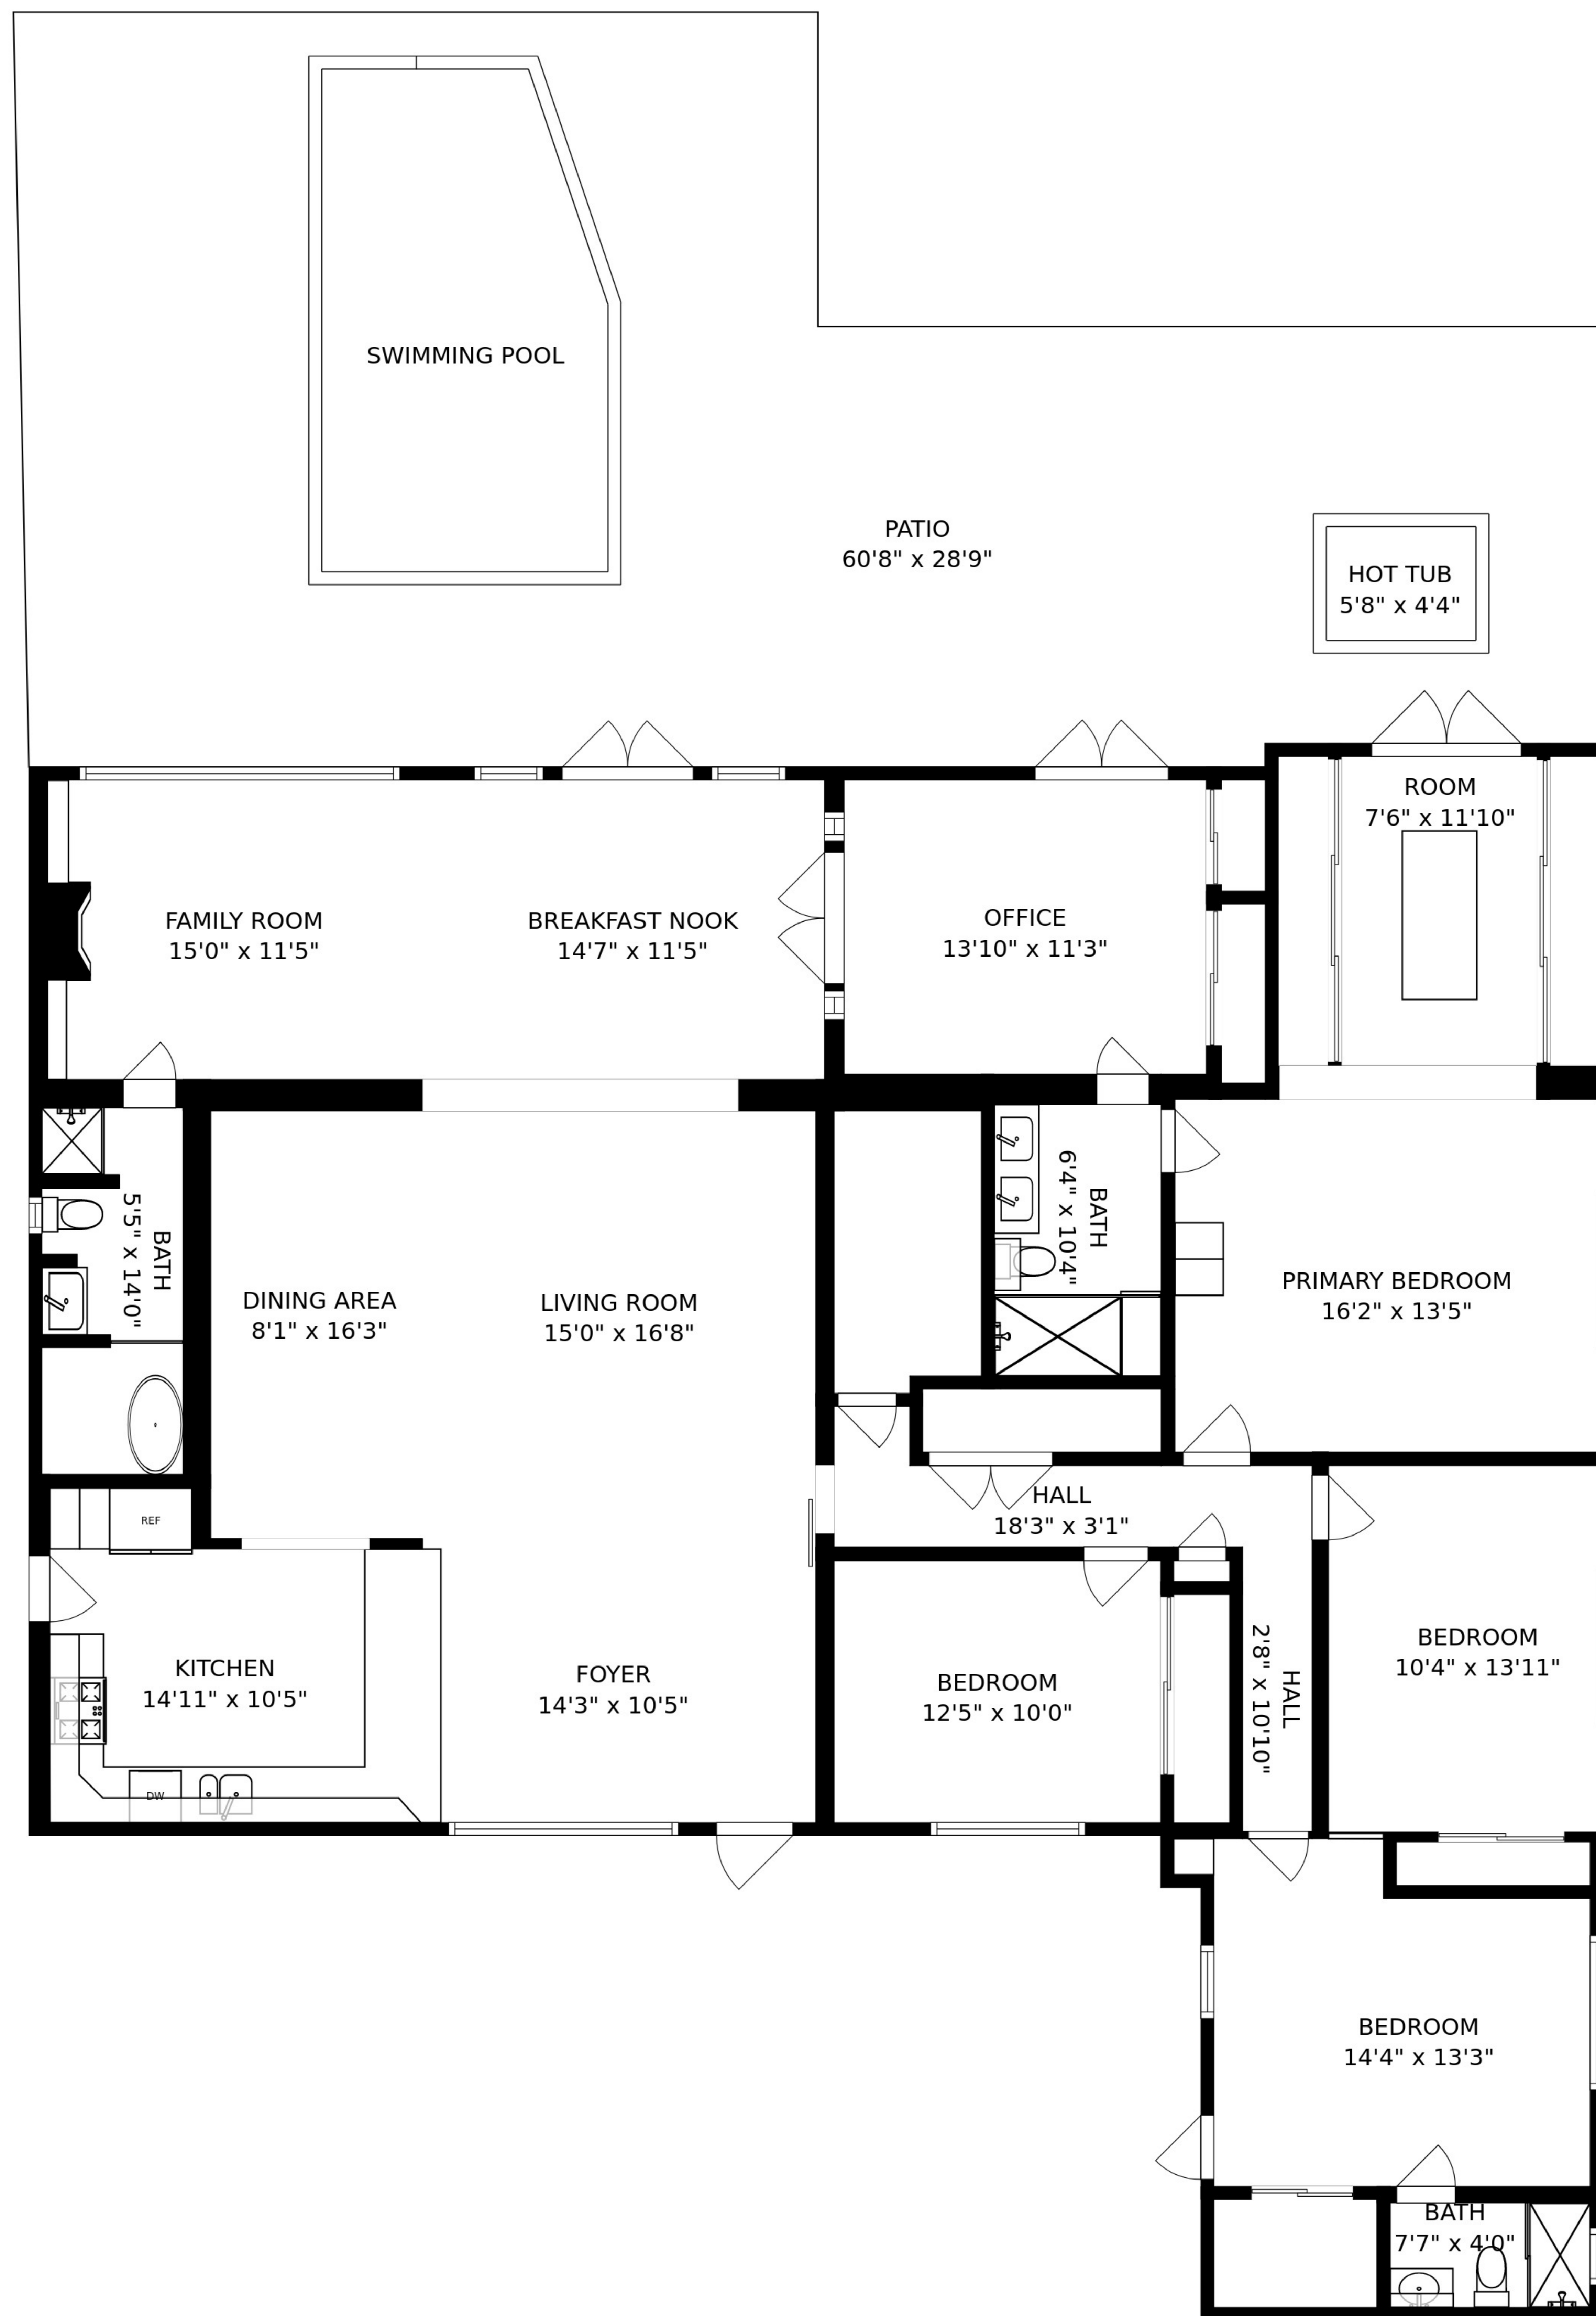 SWIMMING POOL
PATIO
60'8" x 28'9"
HOT TUB
5'8" x 4'4"
ROOM
7'6" x 11'10"
FAMILY ROOM
15'0" x 11'5"
BREAKFAST NOOK
14'7" x 11'5"
OFFICE
13'10" x 11'3"
BATH
5'5" x 14'0"
BATH
6'4" x 10'4"
DINING AREA
8'1" x 16'3"
LIVING ROOM
15'0" x 16'8"
PRIMARY BEDROOM
16'2" x 13'5"
HALL
18'3" x 3'1"
REF
KITCHEN
14'11" x 10'5"
FOYER
14'3" x 10'5"
BEDROOM
12'5" x 10'0"
HALL
2'8" x 10'10"
BEDROOM
10'4" x 13'11"
DW
BEDROOM
14'4" x 13'3"
BATH
7'7" x 4'0"